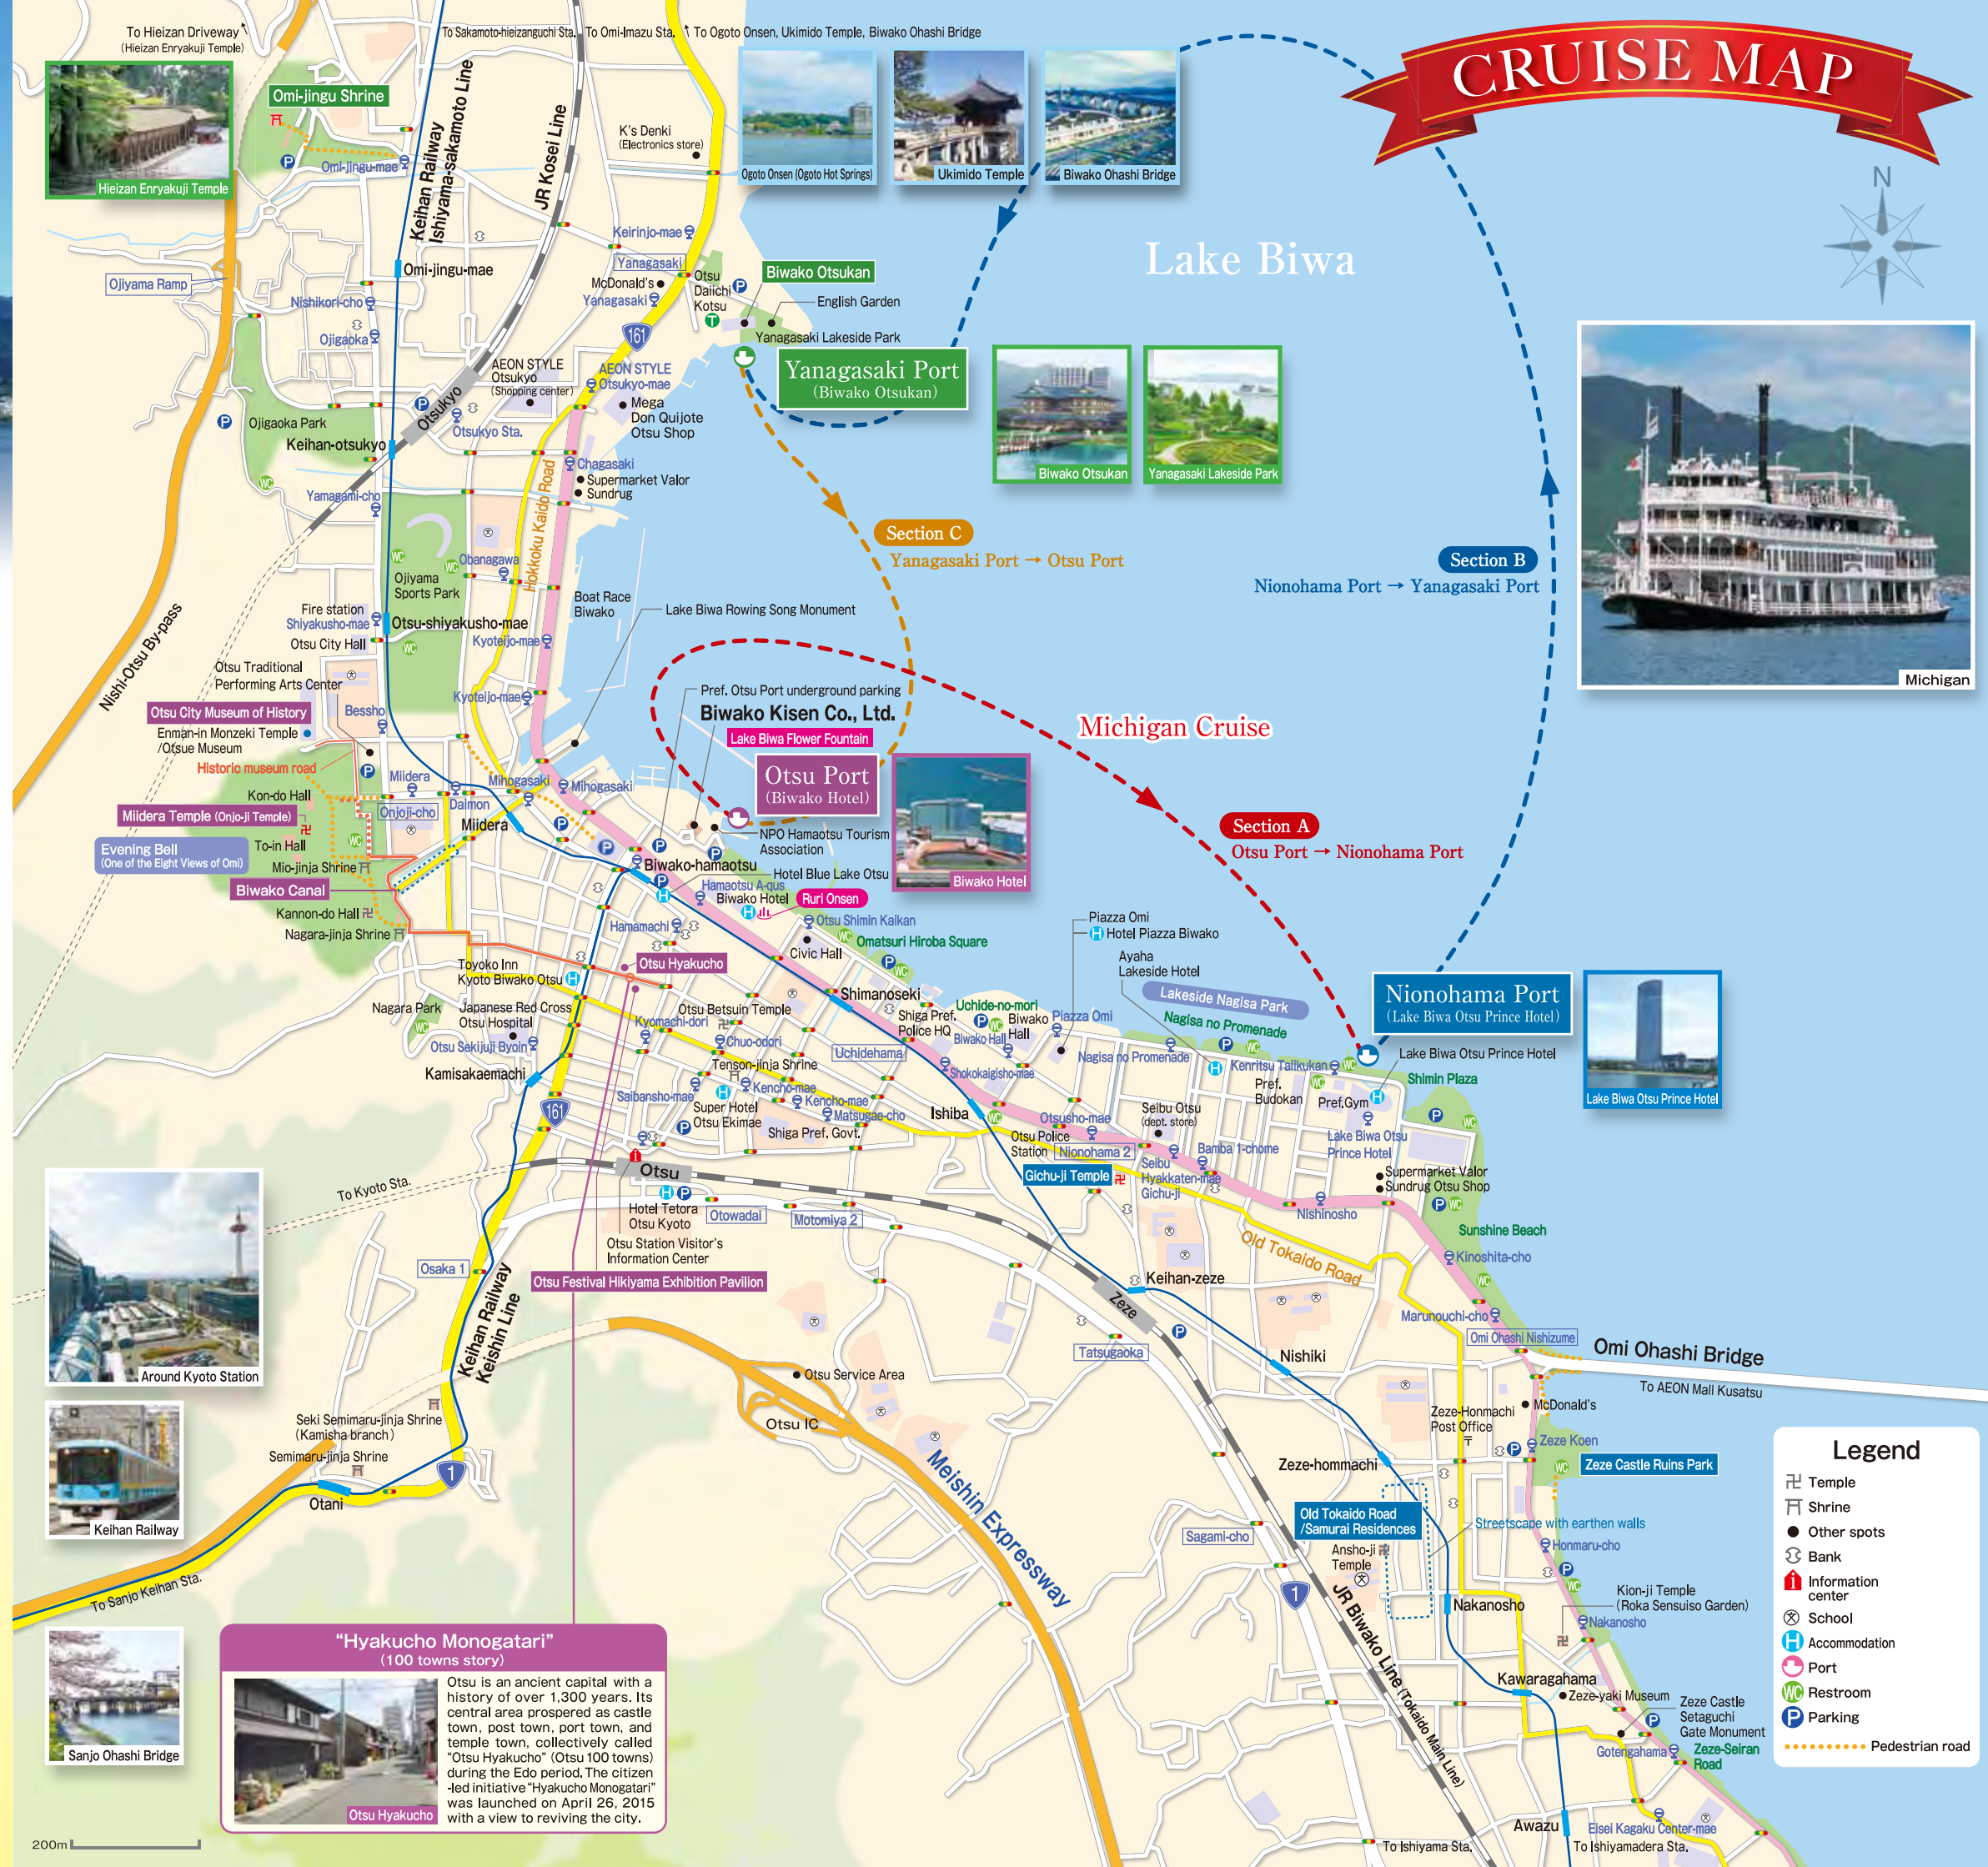 CRUISE MAP
To Hieizan Driveway
(Hieizan Enryakuji Temple)
To Sakamoto-hieizanguchi Sta.
To Omi-Imazu Sta.
To Ogoto Onsen, Ukimido Temple, Biwako Ohashi Bridge
Hieizan Enryakuji Temple
Omi-jingu Shrine
Omi-jingu-mae
Keihan Railway
Ishiyama-sakamoto Line
JR Kosei Line
K's Denki
(Electronics store)
Ogoto Onsen (Ogoto Hot Springs)
Ukimido Temple
Biwako Ohashi Bridge
N
Lake Biwa
Keirinjo-mae
Yanagasaki
Omi-jingu-mae
Ojiyama Ramp
Nishikori-cho
Ojigaoka
McDonald's
Yanagasaki
Otsu
Daiichi
Kotsu
Biwako Otsukan
English Garden
Yanagasaki Lakeside Park
161
Yanagasaki Port
(Biwako Otsukan)
Biwako Otsukan
Yanagasaki Lakeside Park
AEON STYLE
Otsukyo
(Shopping center)
AEON STYLE
Otsukyo-mae
Mega
Don Quijote
Otsu Shop
Otsukyo
Otsukyo Sta.
Ojigaoka Park
Keihan-otsukyo
Chagasaki
Supermarket Valor
Sundrug
Yamagami-cho
Hokkoku Kaido Road
Obanagawa
Ojiyama
Sports Park
Section C
Yanagasaki Port → Otsu Port
Section B
Nionohama Port → Yanagasaki Port
Michigan
Nishi-Otsu By-pass
Fire station
Shiyakusho-mae
Otsu City Hall
Otsu-shiyakusho-mae
Boat Race
Biwako
Kyoteijo-mae
Lake Biwa Rowing Song Monument
Otsu Traditional
Performing Arts Center
Kyoteijo-mae
Pref. Otsu Port underground parking
Biwako Kisen Co., Ltd.
Lake Biwa Flower Fountain
Otsu Port
(Biwako Hotel)
Biwako Hotel
Michigan Cruise
Section A
Otsu Port → Nionohama Port
Otsu City Museum of History
Bessho
Enman-in Monzeki Temple
/Otsue Museum
Historic museum road
Kon-do Hall
Miidera
Onjoji-cho
Daimon
Mihogasaki
Mihogasaki
Miidera Temple (Onjo-ji Temple)
Miidera
Evening Bell
(One of the Eight Views of Omi)
To-in Hall
Mio-jinja Shrine
Biwako Canal
Kannon-do Hall
Nagara-jinja Shrine
NPO Hamaotsu Tourism
Association
Biwako-hamaotsu
Hotel Blue Lake Otsu
Hamaotsu A-qus
Biwako Hotel
Ruri Onsen
Hamamachi
Otsu Shimin Kaikan
Omatsuri Hiroba Square
Civic Hall
Toyoko Inn
Kyoto Biwako Otsu
Otsu Hyakucho
Piazza Omi
Hotel Piazza Biwako
Ayaha
Lakeside Hotel
Lakeside Nagisa Park
Nionohama Port
(Lake Biwa Otsu Prince Hotel)
Lake Biwa Otsu Prince Hotel
Nagara Park
Japanese Red Cross
Otsu Hospital
Otsu Sekijuji Byoin
Otsu Betsuin Temple
Kyomachi-dori
Chuo-odori
Shimanoseki
Shiga Pref.
Police HQ
Uchide-no-mori
Biwako
Hall
Biwako Hall
Piazza Omi
Nagisa no Promenade
Nagisa no Promenade
Uchidehama
Shokokaigisho-mae
Kenritsu Taiikukan
Lake Biwa Otsu Prince Hotel
Shimin Plaza
Kamisakaemachi
Tenson-jinja Shrine
Saibansho-mae
Kencho-mae
Kencho-mae
Matsugae-cho
Super Hotel
Otsu Ekimae
Shiga Pref. Govt.
Ishiba
Otsusho-mae
Otsu Police
Station
Nionohama 2
Seibu Otsu
(dept. store)
Pref.
Budokan
Pref.Gym
Lake Biwa Otsu
Prince Hotel
161
Gichu-ji Temple
Seibu
Hyakkaten-mae
Gichu-ji
Bamba 1-chome
Supermarket Valor
Sundrug Otsu Shop
Nishinosho
Sunshine Beach
To Kyoto Sta.
Otsu
Hotel Tetora
Otsu Kyoto
Otsu Station Visitor's
Information Center
Otowadai
Motomiya 2
Otsu Festival Hikiyama Exhibition Pavilion
Osaka 1
Keihan Railway
Keishin Line
Around Kyoto Station
Old Tokaido Road
Kinoshita-cho
Keihan-zeze
Zeze
Marunouchi-cho
Omi Ohashi Nishizume
Omi Ohashi Bridge
To AEON Mall Kusatsu
Tatsugaoka
Nishiki
Otsu Service Area
Otsu IC
Meishin Expressway
Seki Semimaru-jinja Shrine
(Kamisha branch)
Semimaru-jinja Shrine
Otani
1
Keihan Railway
To Sanjo Keihan Sta.
Zeze-Honmachi
Post Office
McDonald's
Zeze Koen
Zeze Castle Ruins Park
Zeze-hommachi
Old Tokaido Road
/Samurai Residences
Streetscape with earthen walls
Sagami-cho
Ansho-ji
Temple
Honmaru-cho
1
JR Biwako Line (Tokaido Main Line)
Nakanosho
Kion-ji Temple
(Roka Sensuiso Garden)
Nakanosho
Kawaragahama
Zeze-yaki Museum
Zeze Castle
Setaguchi
Gate Monument
Gotengahama
Zeze-Seiran
Road
Awazu
Eisei Kagaku Center-mae
To Ishiyama Sta.
To Ishiyamadera Sta.
Sanjo Ohashi Bridge
"Hyakucho Monogatari"
(100 towns story)
Otsu is an ancient capital with a
history of over 1,300 years. Its
central area prospered as castle
town, post town, port town, and
temple town, collectively called
"Otsu Hyakucho" (Otsu 100 towns)
during the Edo period. The citizen
-led initiative "Hyakucho Monogatari"
was launched on April 26, 2015
with a view to reviving the city.
Otsu Hyakucho
200m
Legend
卍 Temple
Shrine
Other spots
Bank
Information
center
School
H Accommodation
Port
WC Restroom
P Parking
Pedestrian road